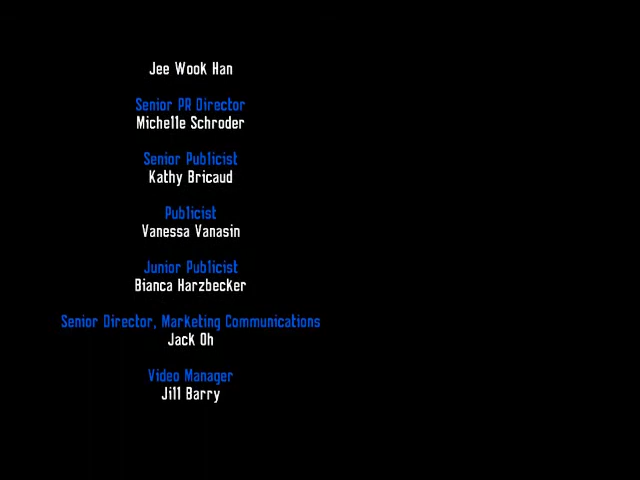 Jee Wook Han
Senior PR Director
Michelle Schroder
Senior Publicist
Kathy Bricaud
Publicist
Vanessa Vanasin
Junior Publicist
Bianca Harzbecker
Senior Director, Marketing Communications
Jack Oh
Video Manager
Jill Barry